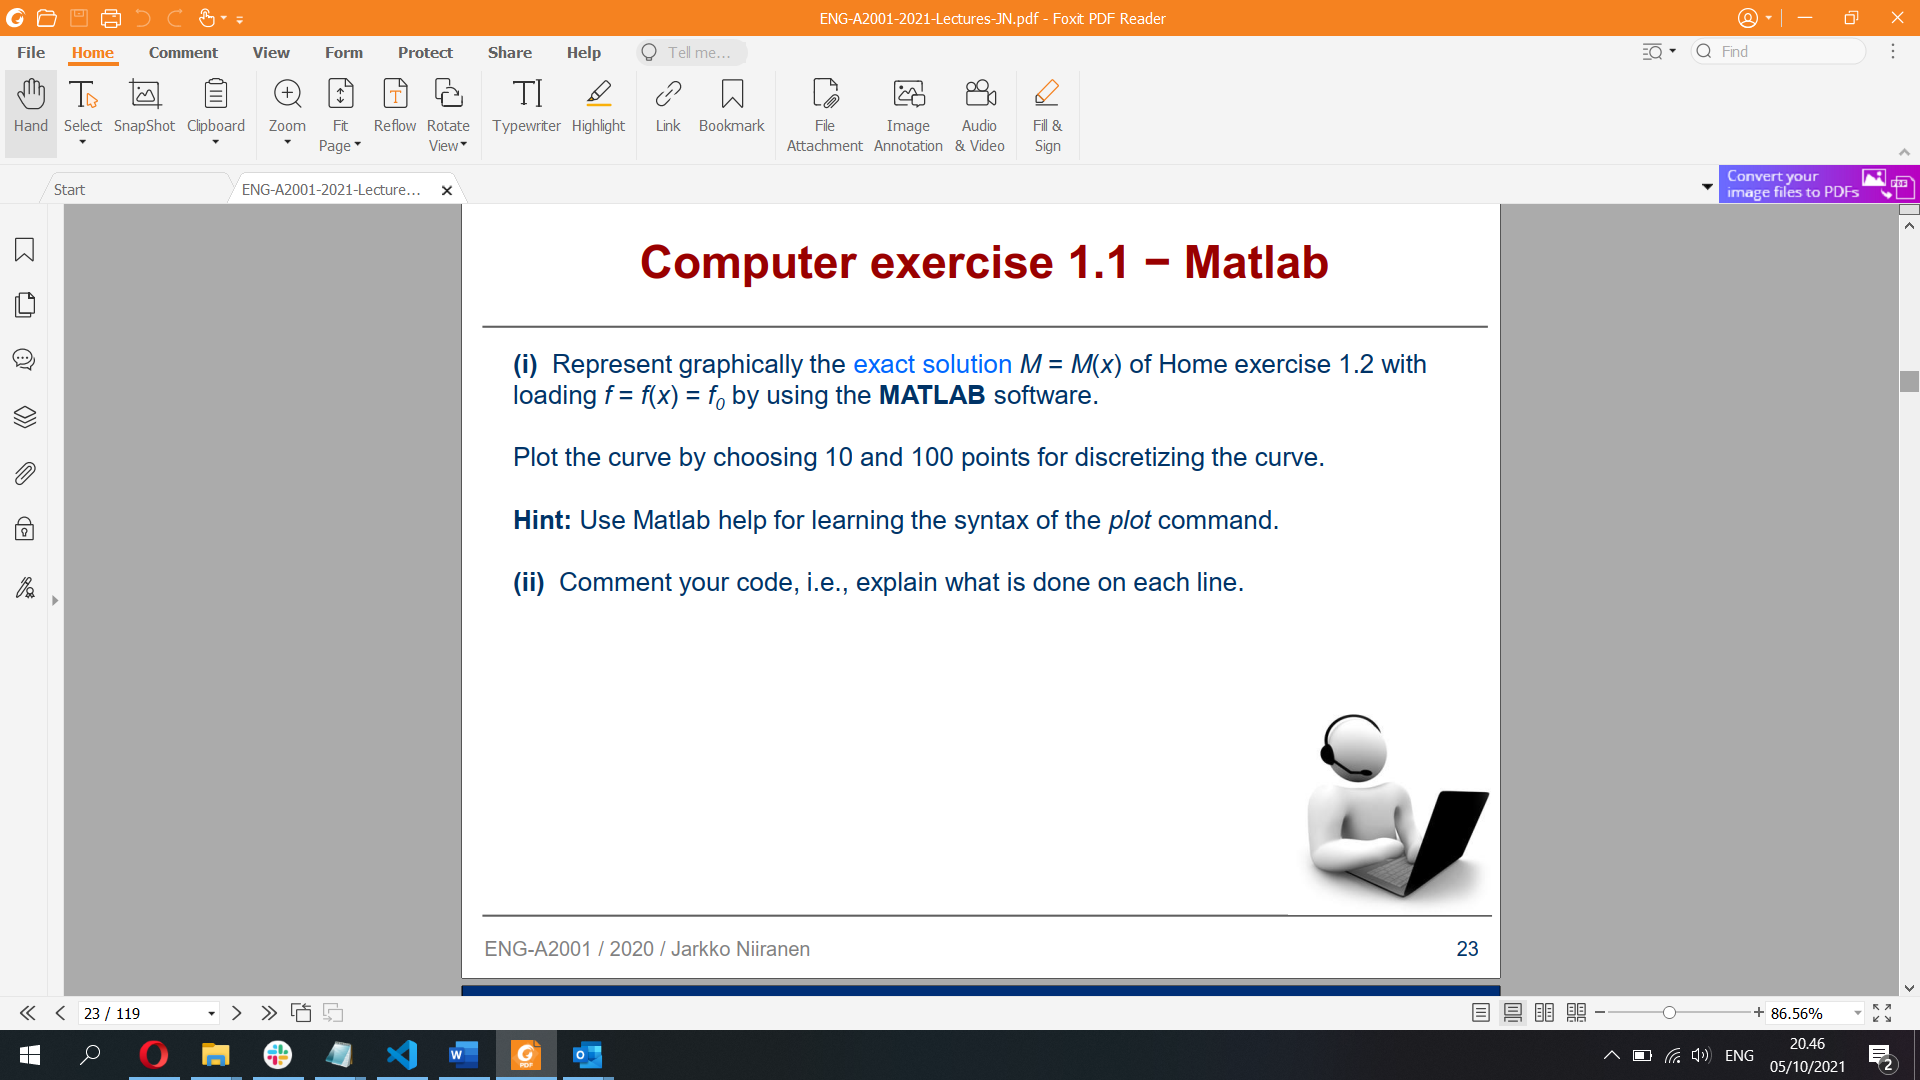 ENG-A2001-2021-Lectures-JN.pdf - Foxit PDF Reader
File Home Comment View Form Protect Share Help Tell me... Find
Hand Select SnapShot Clipboard Zoom Fit Page Reflow Rotate View Typewriter Highlight Link Bookmark File Attachment Image Annotation Audio & Video Fill & Sign
Start ENG-A2001-2021-Lecture... Convert your image files to PDFs
Computer exercise 1.1 − Matlab
(i) Represent graphically the exact solution M = M(x) of Home exercise 1.2 with
loading f = f(x) = f0 by using the MATLAB software.
Plot the curve by choosing 10 and 100 points for discretizing the curve.
Hint: Use Matlab help for learning the syntax of the plot command.
(ii) Comment your code, i.e., explain what is done on each line.
ENG-A2001 / 2020 / Jarkko Niiranen 23
23 / 119 86.56%
ENG 20.46
05/10/2021 2